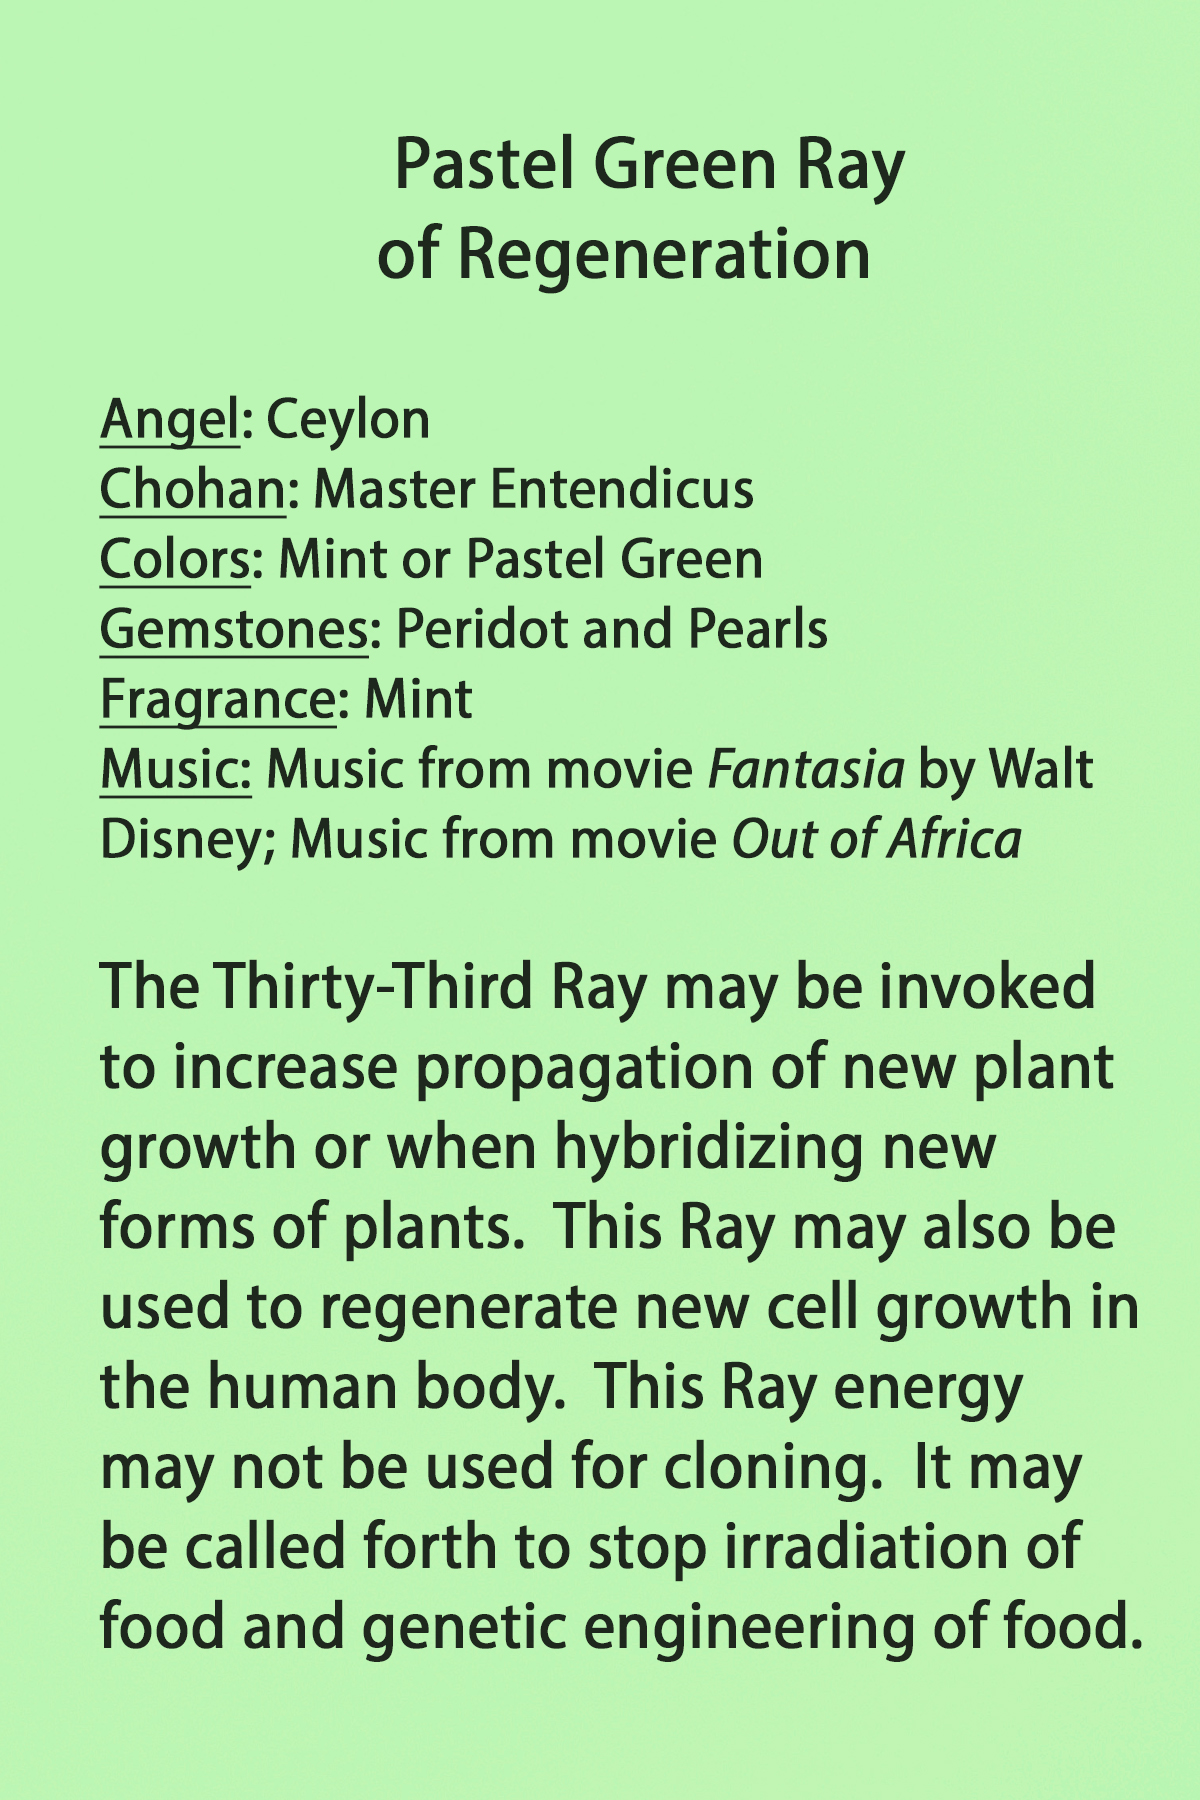 Pastel Green Ray
of Regeneration
Angel: Ceylon
Chohan: Master Entendicus
Colors: Mint or Pastel Green
Gemstones: Peridot and Pearls
Fragrance: Mint
Music: Music from movie Fantasia by Walt
Disney; Music from movie Out of Africa
The Thirty-Third Ray may be invoked
to increase propagation of new plant
growth or when hybridizing new
forms of plants.  This Ray may also be
used to regenerate new cell growth in
the human body.  This Ray energy
may not be used for cloning.  It may
be called forth to stop irradiation of
food and genetic engineering of food.